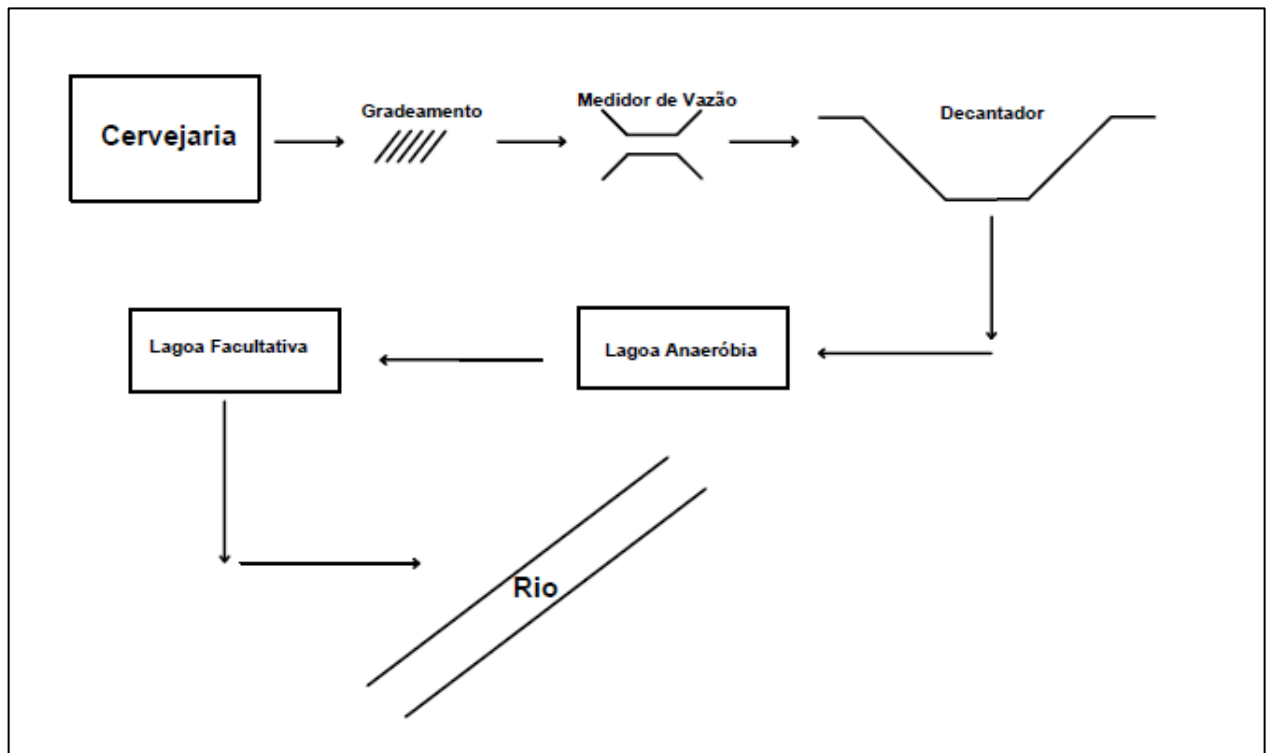 Cervejaria
Gradeamento
Medidor de Vazão
Decantador
Lagoa Facultativa
Lagoa Anaeróbia
Rio